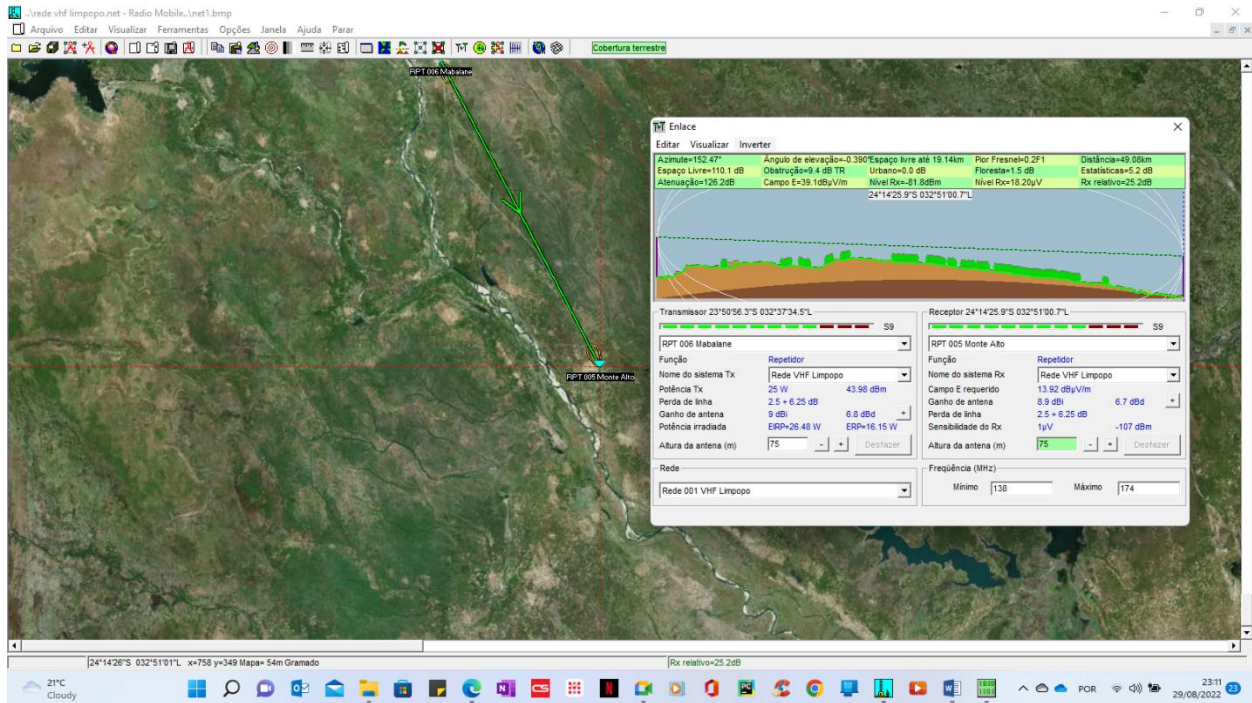 ..\rede vhf limpopo.net - Radio Mobile..\net1.bmp
Arquivo Editar Visualizar Ferramentas Opções Janela Ajuda Parar
Cobertura terrestre
RPT 006 Mabalane
RPT 005 Monte Alto
Enlace
Editar Visualizar Inverter
Azimute=152.47° Ângulo de elevação=-0.390° Espaço livre até 19.14km Pior Fresnel=0.2F1 Distância=49.08km
Espaço Livre=110.1 dB Obstrução=9.4 dB TR Urbano=0.0 dB Floresta=1.5 dB Estatísticas=5.2 dB
Atenuação=126.2dB Campo E=39.1dBµV/m Nível Rx=-81.8dBm Nível Rx=18.20µV Rx relativo=25.2dB
24°14'25.9"S 032°51'00.7"L
Transmissor 23°50'56.3"S 032°37'34.5"L
S9
RPT 006 Mabalane
Função Repetidor
Nome do sistema Tx Rede VHF Limpopo
Potência Tx 25 W 43.98 dBm
Perda de linha 2.5 + 6.25 dB
Ganho de antena 9 dBi 6.8 dBd +
Potência irradiada EIRP=26.48 W ERP=16.15 W
Altura da antena (m) 75 - + Desfazer
Rede
Rede 001 VHF Limpopo
Receptor 24°14'25.9"S 032°51'00.7"L
S9
RPT 005 Monte Alto
Função Repetidor
Nome do sistema Rx Rede VHF Limpopo
Campo E requerido 13.92 dBµV/m
Ganho de antena 8.9 dBi 6.7 dBd +
Perda de linha 2.5 + 6.25 dB
Sensibilidade do Rx 1µV -107 dBm
Altura da antena (m) 75 - + Desfazer
Freqüência (MHz)
Mínimo 138 Máximo 174
24°14'26"S 032°51'01"L x=758 y=349 Mapa= 54m Gramado
Rx relativo=25.2dB
21°C
Cloudy
POR
23:11
29/08/2022
23